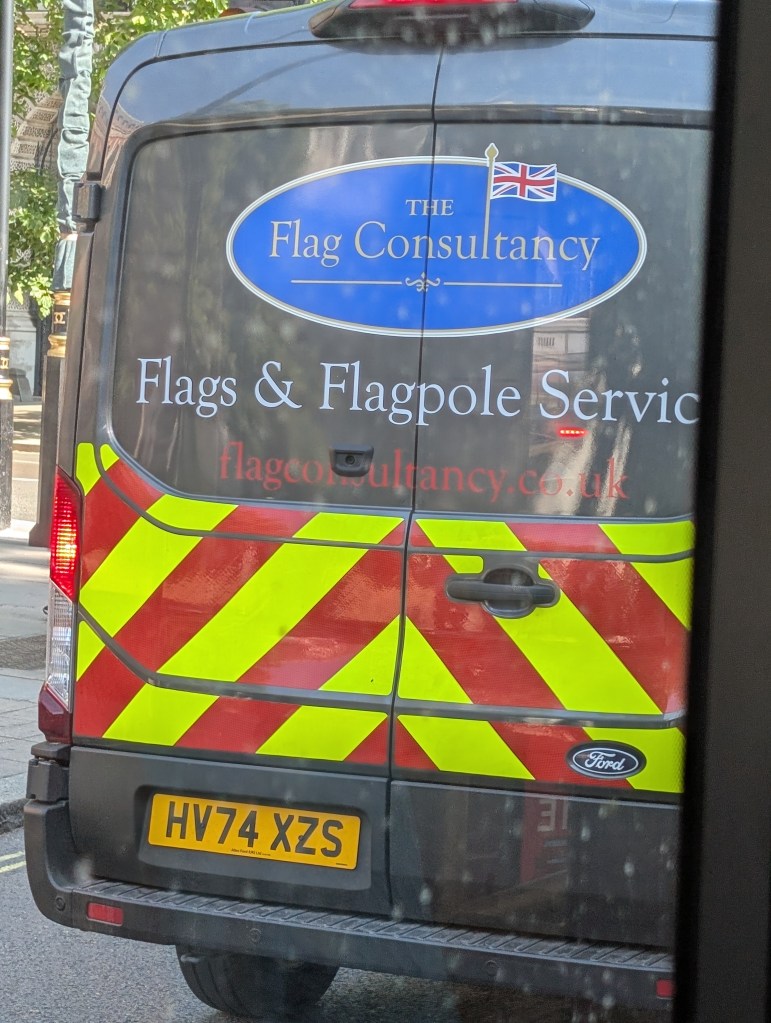 THE
Flag Consultancy
Flags & Flagpole Servic
flagconsultancy.co.uk
Ford
HV74 XZS